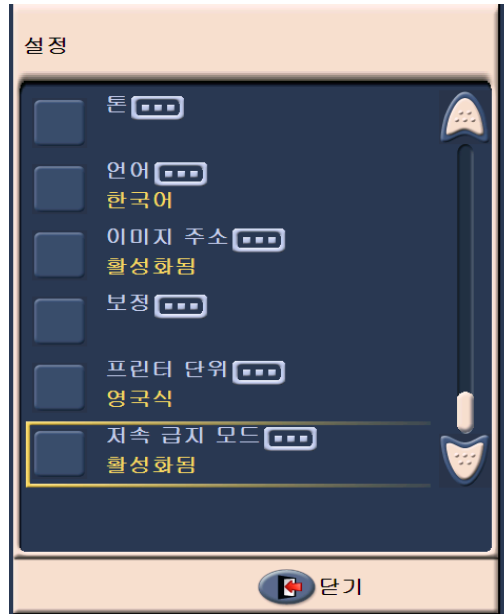 설정
톤
언어
한국어
이미지 주소
활성화됨
보정
프린터 단위
영국식
저속 급지 모드
활성화됨
닫기